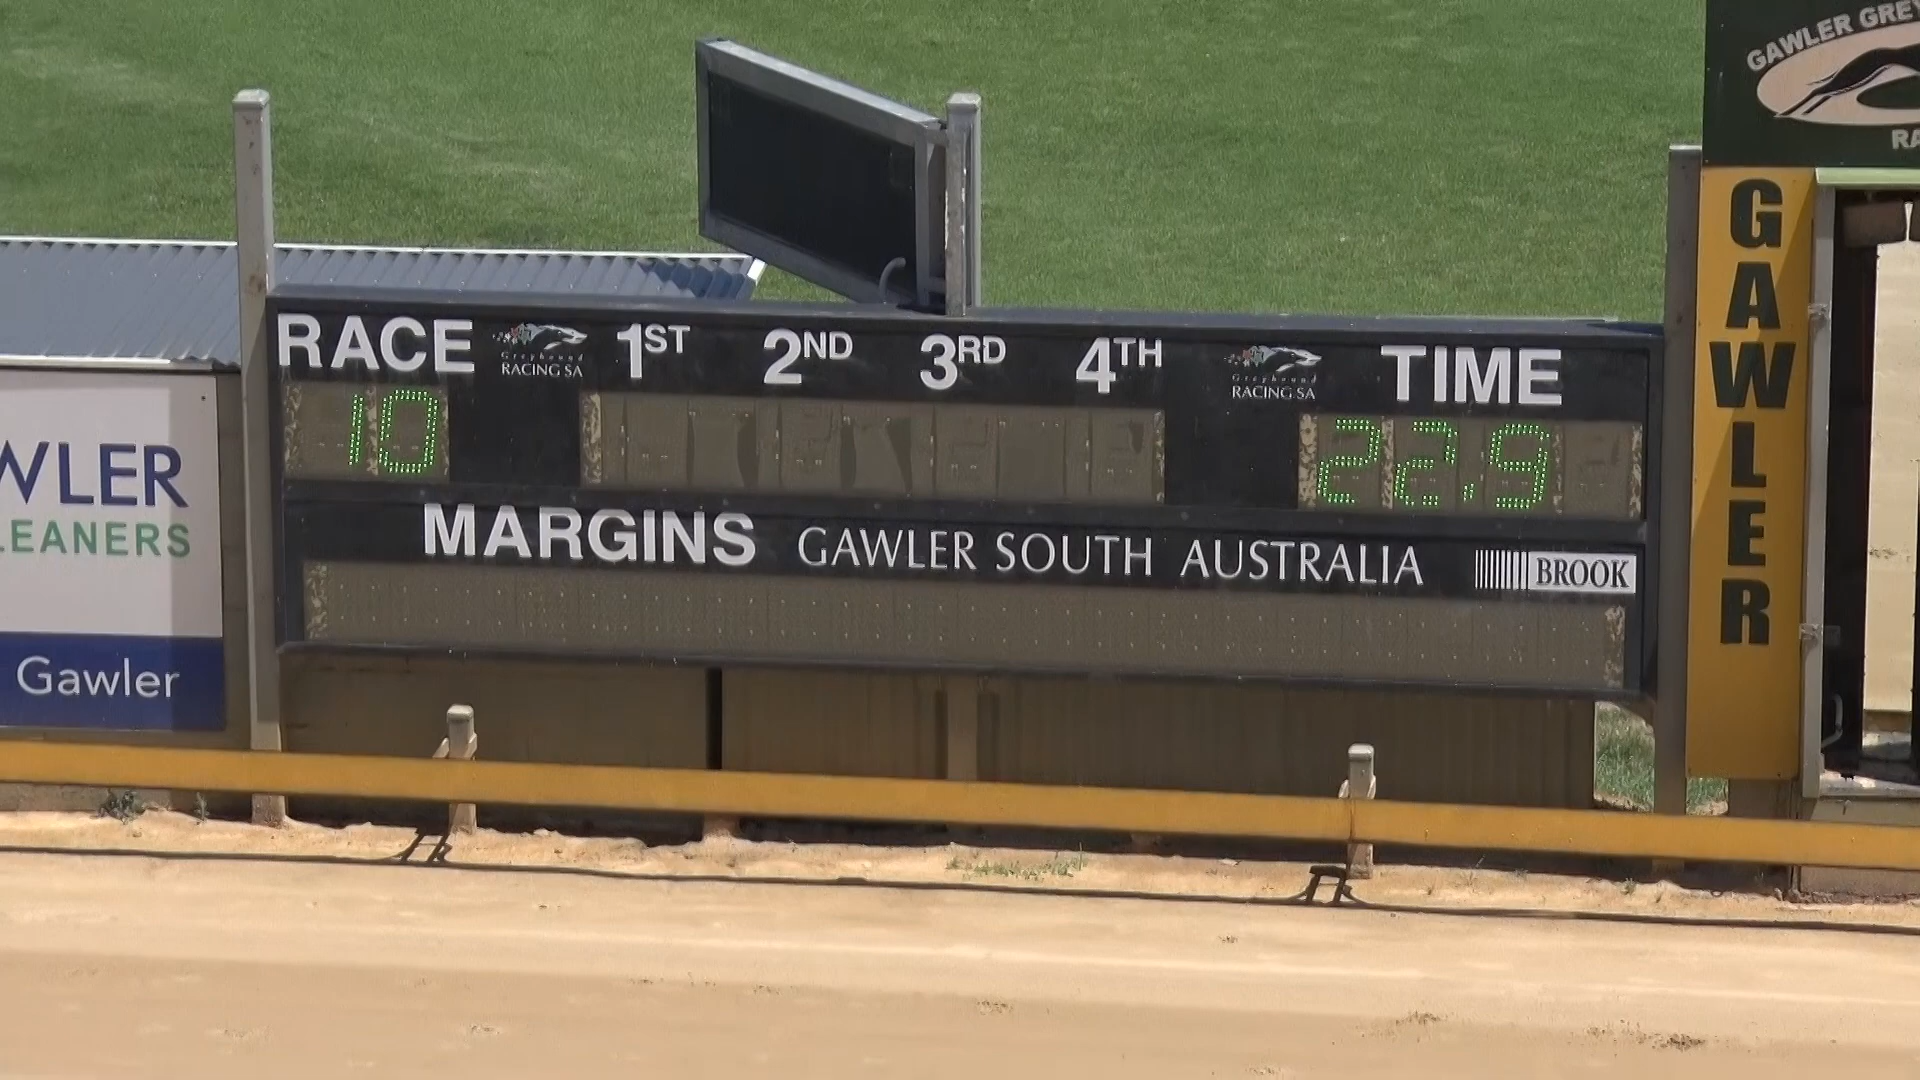 GAWLER GREY
RA
GAWLER
RACE 1ST 2ND 3RD 4TH TIME
Greyhound
RACING SA
Greyhound
RACING SA
10 22.9
MARGINS GAWLER SOUTH AUSTRALIA BROOK
WLER
LEANERS
Gawler